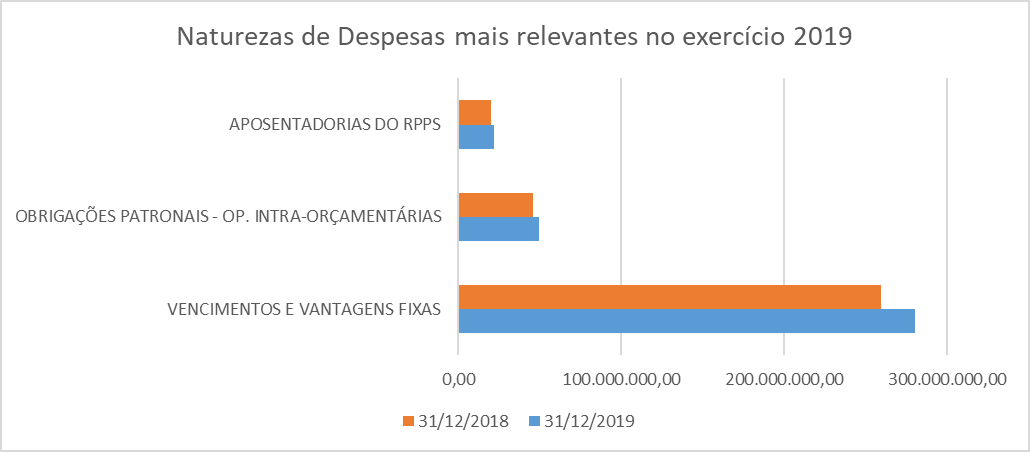 Naturezas de Despesas mais relevantes no exercício 2019
APOSENTADORIAS DO RPPS
OBRIGAÇÕES PATRONAIS - OP. INTRA-ORÇAMENTÁRIAS
VENCIMENTOS E VANTAGENS FIXAS
0,00 100.000.000,00 200.000.000,00 300.000.000,00
31/12/2018 31/12/2019